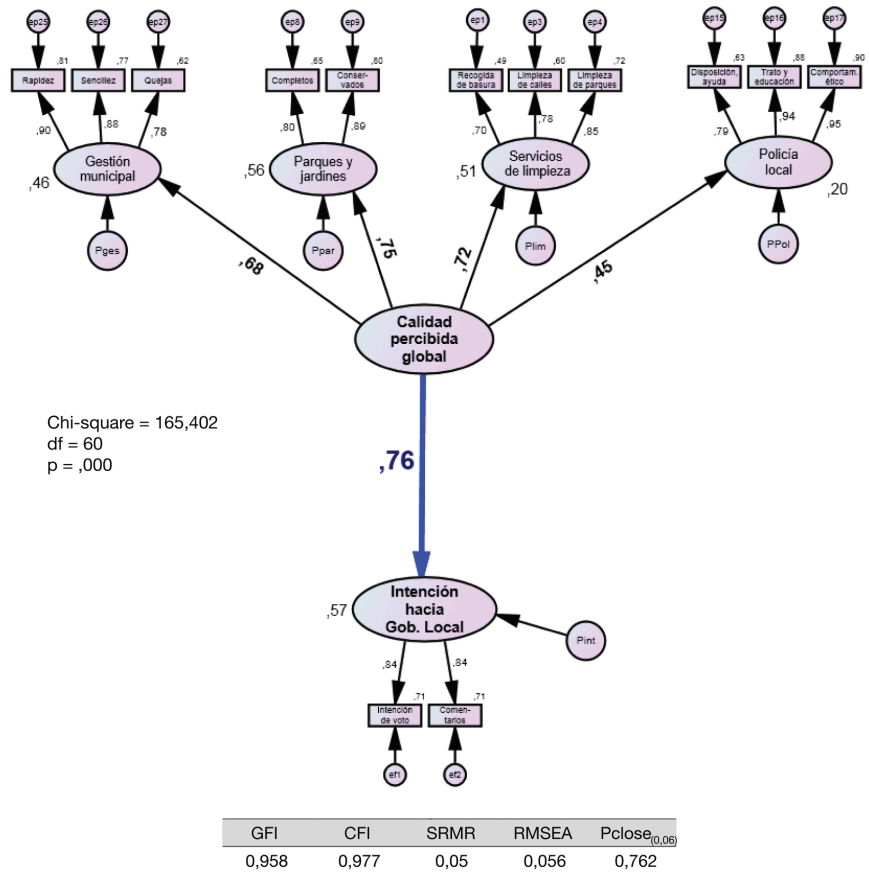 ep25 ep26 ep27 ep8 ep9 ep1 ep3 ep4 ep15 ep16 ep17
,81 ,77 ,62 ,65 ,80 ,49 ,60 ,72 ,63 ,88 ,90
Rapidez
Sencillez
Quejas
Completos
Conser-
vados
Recogida
de basura
Limpieza
de calles
Limpieza
de parques
Disposición,
ayuda
Trato y
educación
Comportam.
ético
,90 ,88 ,78 ,80 ,89 ,70 ,78 ,85 ,79 ,94 ,95
Gestión
municipal
,46
Parques y
jardines
,56
Servicios
de limpieza
,51
Policía
local
,20
Pges
Ppar
Plim
PPol
,68
,75
,72
,45
Calidad
percibida
global
Chi-square = 165,402
df = 60
p = ,000
,76
Intención
hacia
Gob. Local
,57
Pint
,84 ,84
,71 ,71
Intención
de voto
Comen-
tarios
ef1 ef2
GFI CFI SRMR RMSEA Pclose(0,06)
0,958 0,977 0,05 0,056 0,762